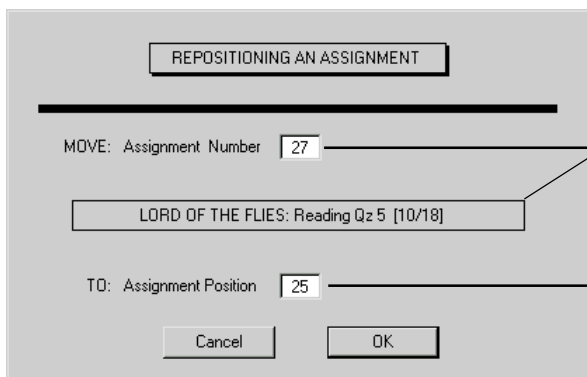 REPOSITIONING AN ASSIGNMENT
MOVE: Assignment Number 27
LORD OF THE FLIES: Reading Qz 5 [10/18]
TO: Assignment Position 25
Cancel OK